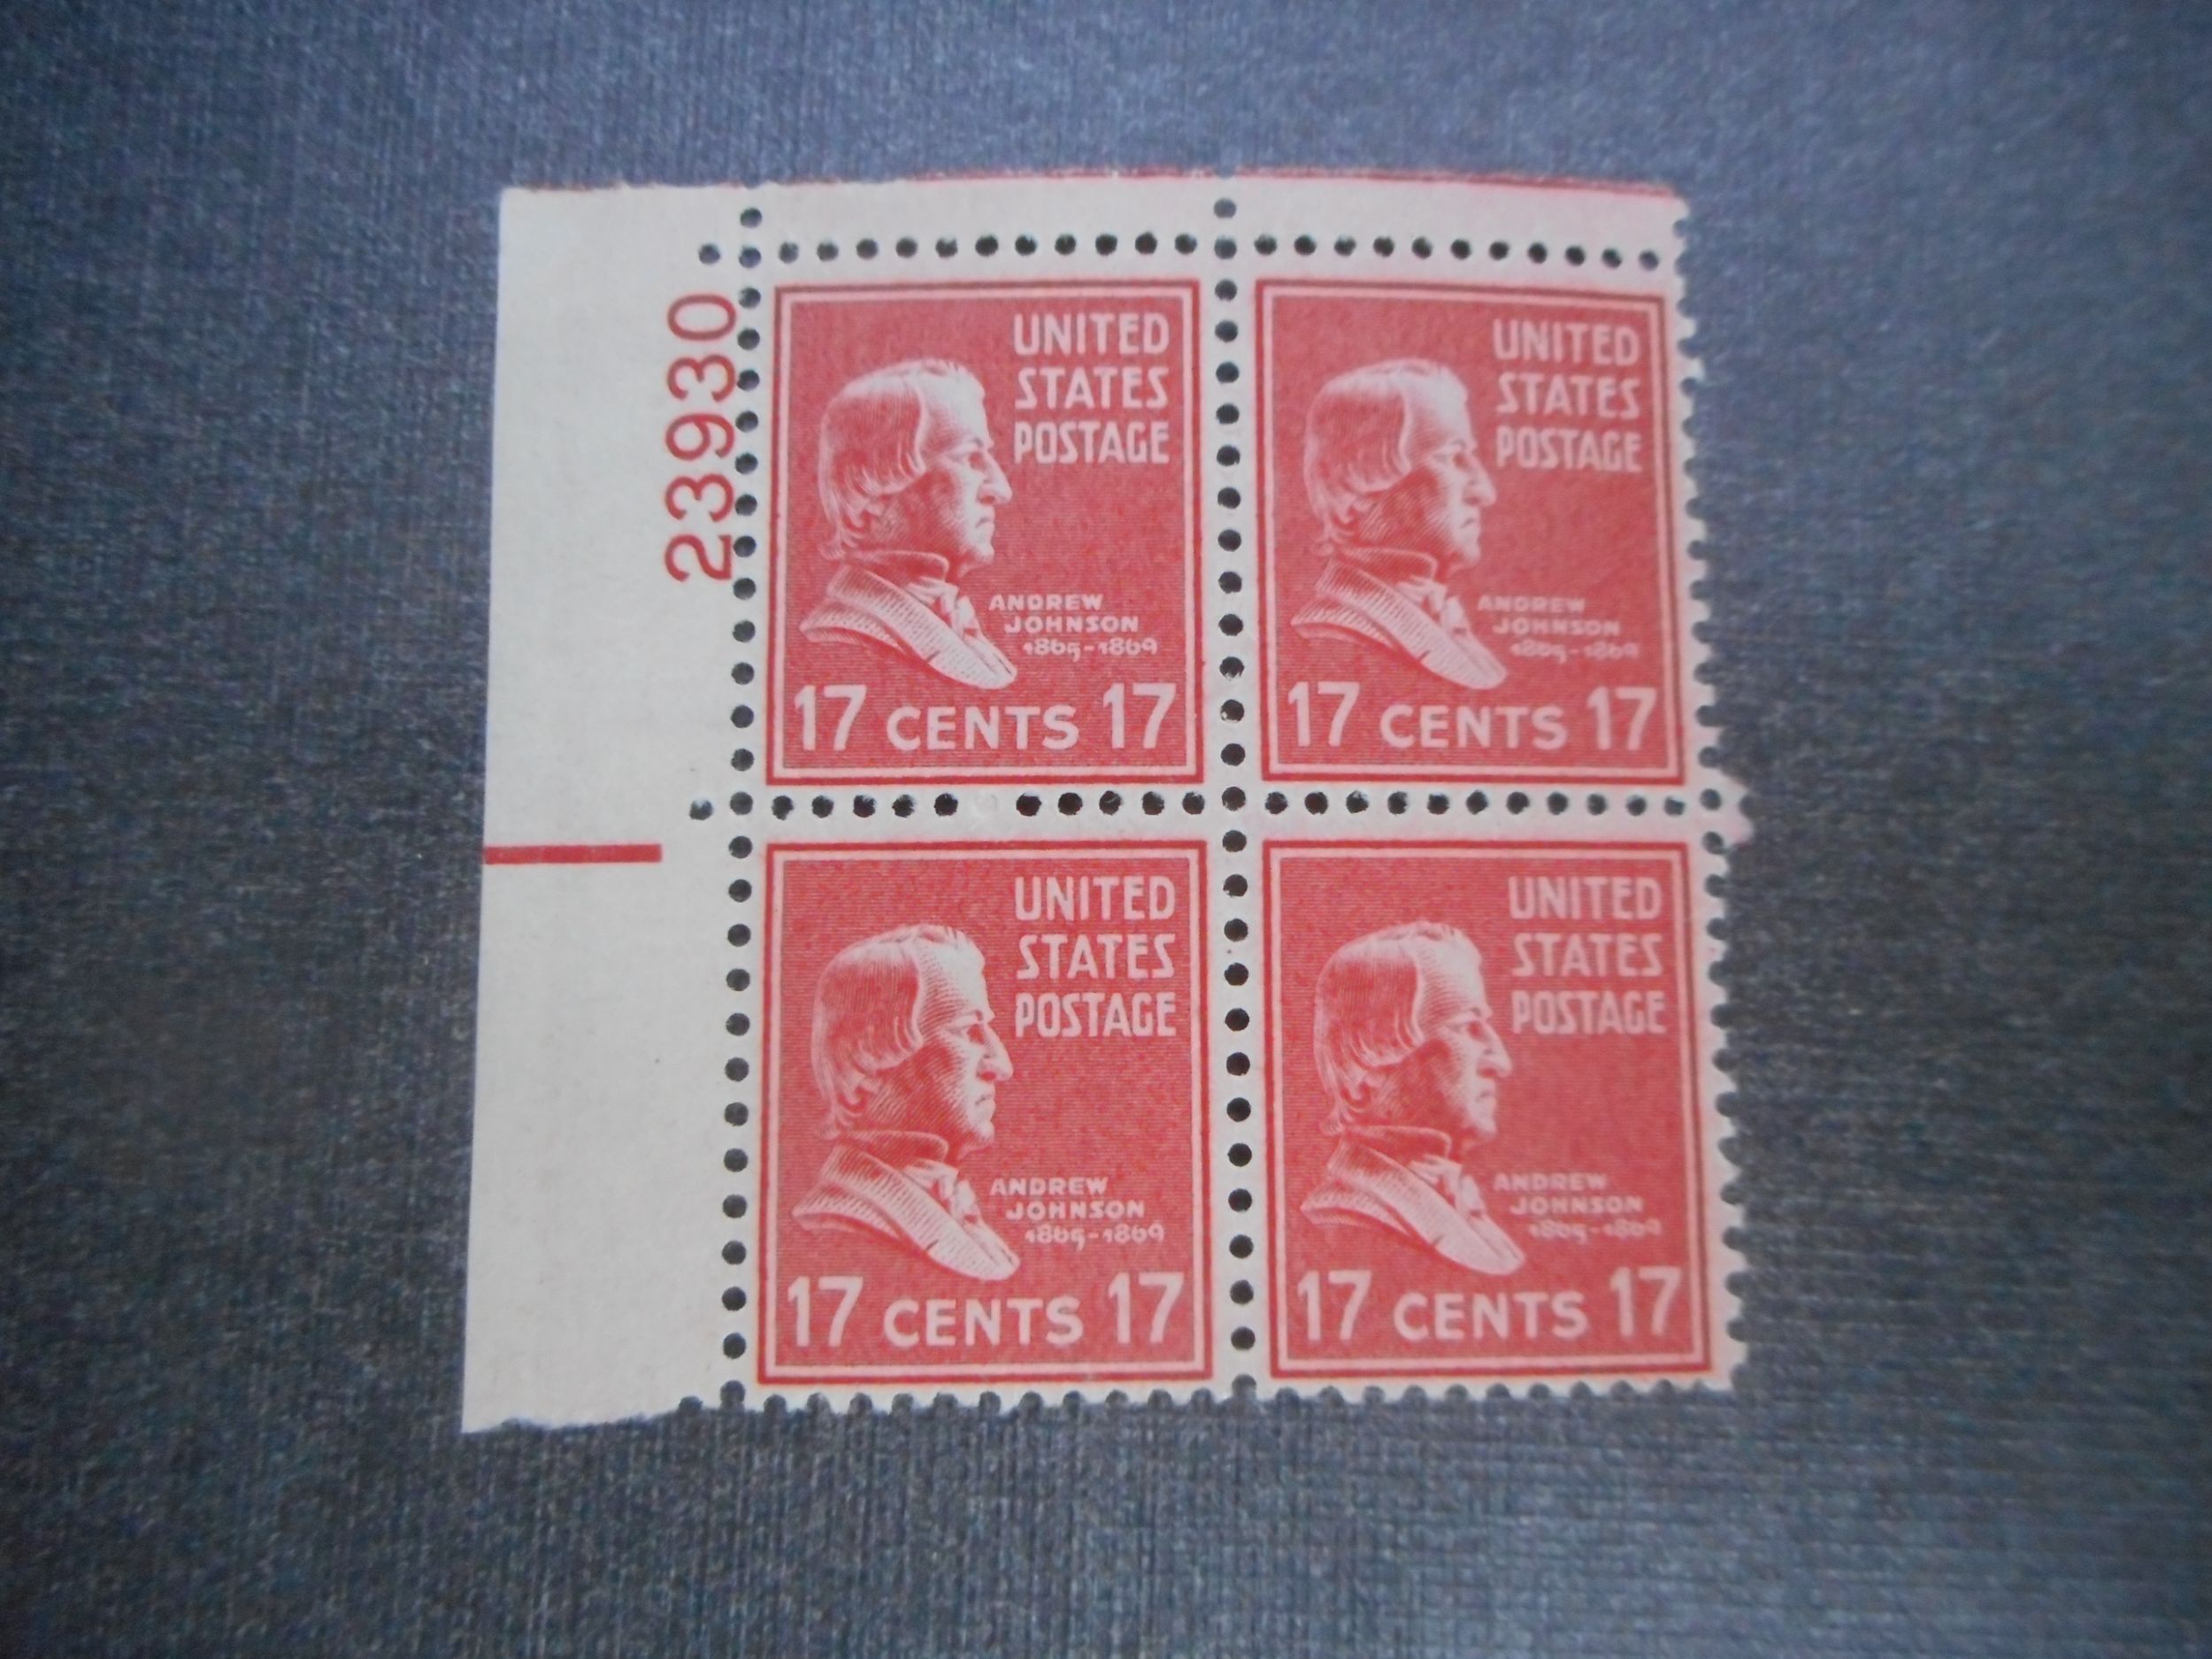 23930
UNITED
STATES
POSTAGE
ANDREW
JOHNSON
1865-1869
17 CENTS 17
UNITED
STATES
POSTAGE
ANDREW
JOHNSON
1865-1869
17 CENTS 17
UNITED
STATES
POSTAGE
ANDREW
JOHNSON
1865-1869
17 CENTS 17
UNITED
STATES
POSTAGE
ANDREW
JOHNSON
1865-1869
17 CENTS 17